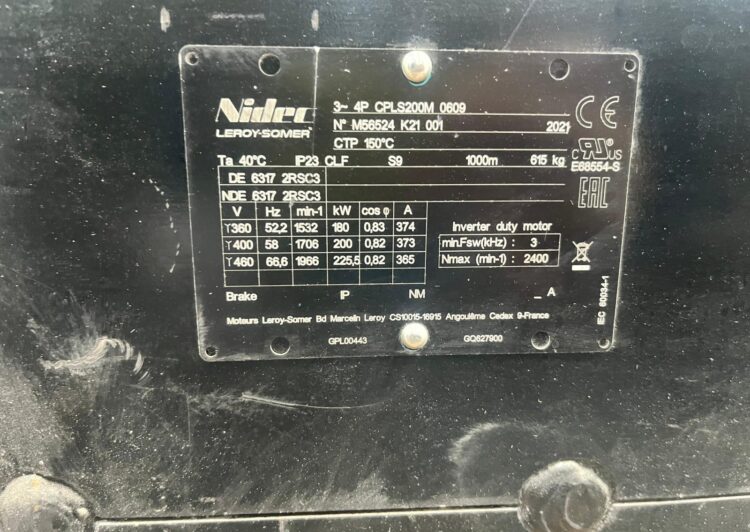 Nidec
LEROY-SOMER
3~ 4P CPLS200M 0609
N° M56524 K21 001 2021
CTP 150°C
CE
c RU US
E68554-S
EAC
Ta 40°C IP23 CLF S9 1000m 615 kg
DE 6317 2RSC3
NDE 6317 2RSC3
V Hz min-1 kW cos φ A
Y360 52,2 1532 180 0,83 374
Y400 58 1706 200 0,82 373
Y460 66,6 1966 225,5 0,82 365
Inverter duty motor
min.Fsw(kHz) : 3
Nmax (min-1) : 2400
Brake IP NM _ A
IEC 60034-1
Moteurs Leroy-Somer Bd Marcelin Leroy CS10015-16915 Angoulême Cedex 9-France
GPL00443 GQ627900